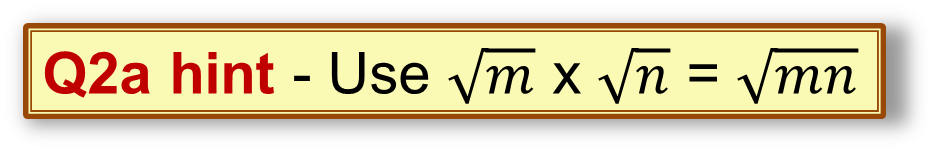 Q2a hint - Use √m x √n = √mn